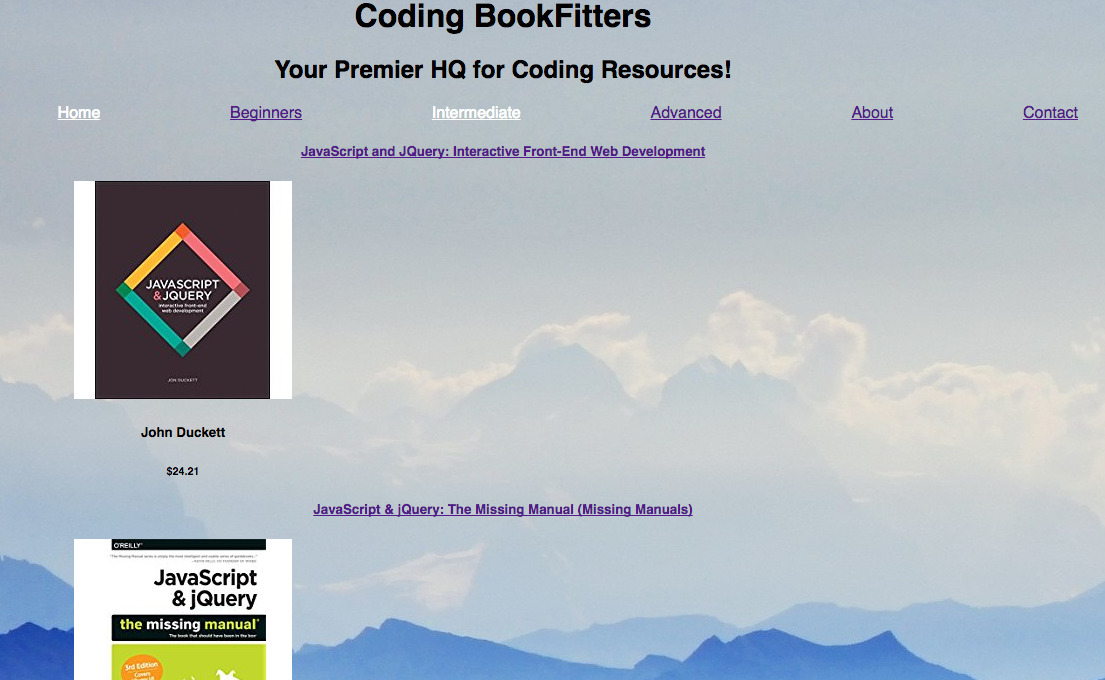 Coding BookFitters
Your Premier HQ for Coding Resources!
Home Beginners Intermediate Advanced About Contact
JavaScript and JQuery: Interactive Front-End Web Development
JAVASCRIPT
&JQUERY
interactive front-end
web development
JON DUCKETT
John Duckett
$24.21
JavaScript & jQuery: The Missing Manual (Missing Manuals)
O'REILLY®
JavaScript
& jQuery
the missing manual®
The book that should have been in the box®
3rd Edition
Covers